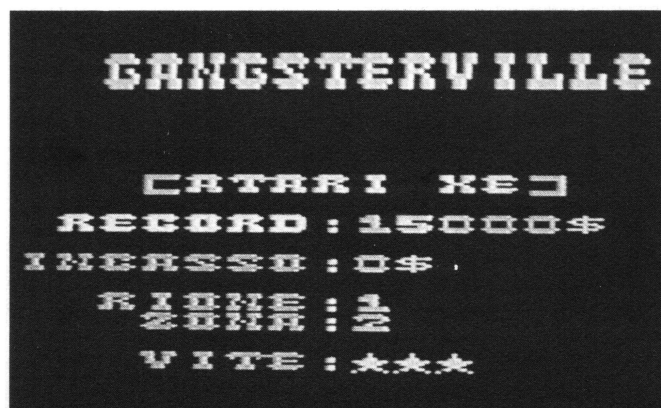 GANGSTERVILLE
[ATARI XE]
RECORD:15000$
INCASSO:0$
RIONE:1
ZONA:2
VITE:★★★